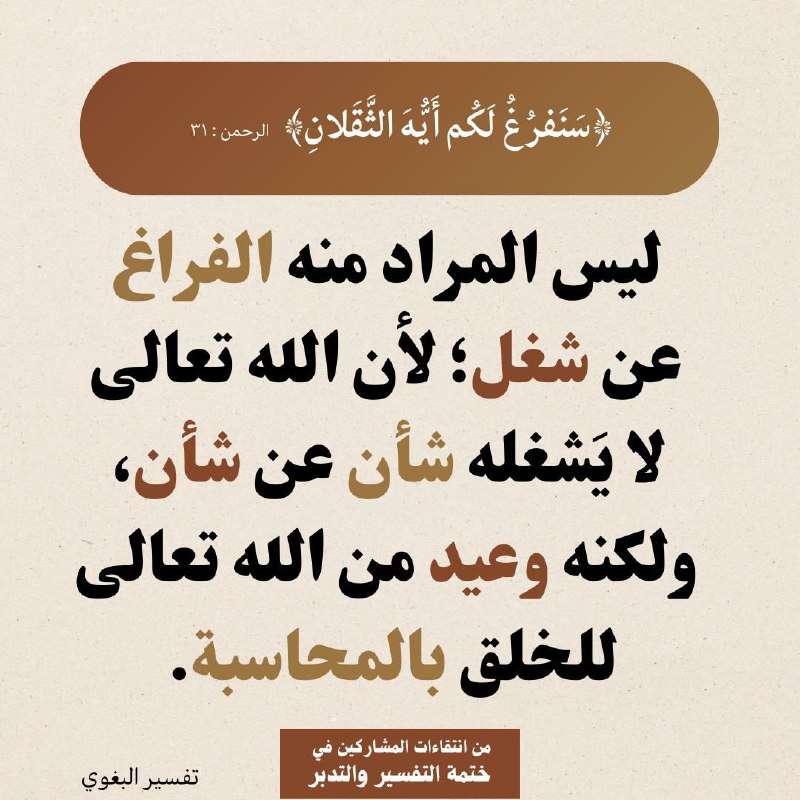 ﴿سَنَفرُغُ لَكُم أَيُّهَ الثَّقَلانِ﴾ الرحمن : ٣١
ليس المراد منه الفراغ
عن شغل؛ لأن الله تعالى
لا يَشغله شأن عن شأن،
ولكنه وعيد من الله تعالى
للخلق بالمحاسبة.
من انتقاءات المشاركين في
ختمة التفسير والتدبر
تفسير البغوي